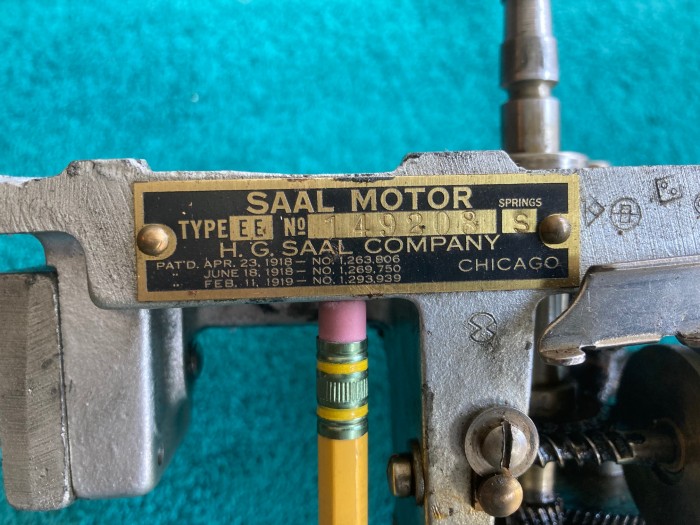 SAAL MOTOR SPRINGS
TYPE EE Nº 149208 S
H. G. SAAL COMPANY
PAT'D. APR. 23, 1918 — NO. 1,263,806
" JUNE 18, 1918 — NO. 1,269,750 CHICAGO
" FEB. 11, 1919 — NO. 1,293,939